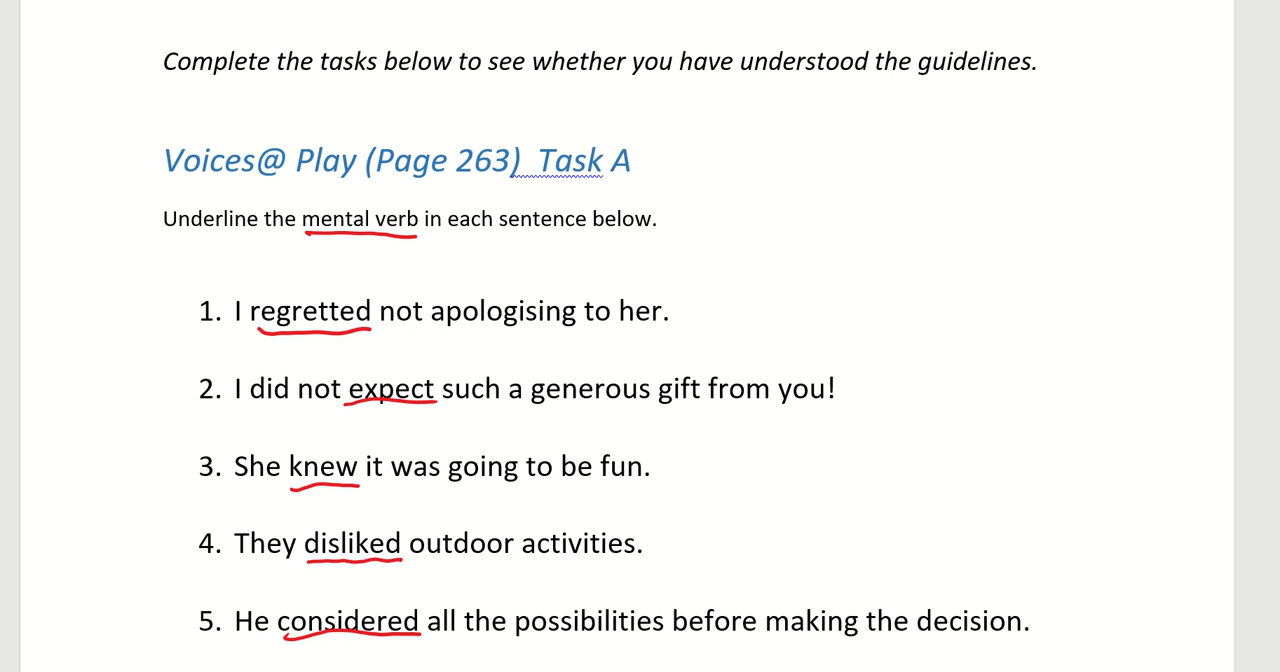 Complete the tasks below to see whether you have understood the guidelines.
Voices@ Play (Page 263)  Task A
Underline the mental verb in each sentence below.
1. I regretted not apologising to her.
2. I did not expect such a generous gift from you!
3. She knew it was going to be fun.
4. They disliked outdoor activities.
5. He considered all the possibilities before making the decision.